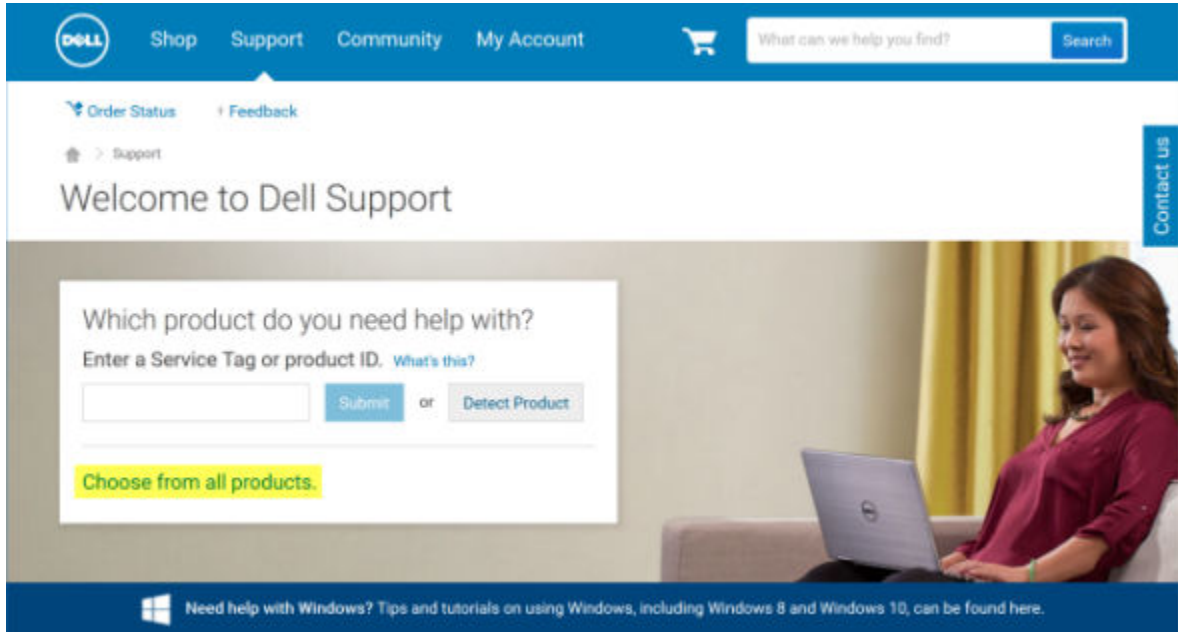 DELL Shop Support Community My Account What can we help you find? Search
Order Status Feedback
Support
Contact us
Welcome to Dell Support
Which product do you need help with?
Enter a Service Tag or product ID. What's this?
Submit or Detect Product
Choose from all products.
DELL
Need help with Windows? Tips and tutorials on using Windows, including Windows 8 and Windows 10, can be found here.